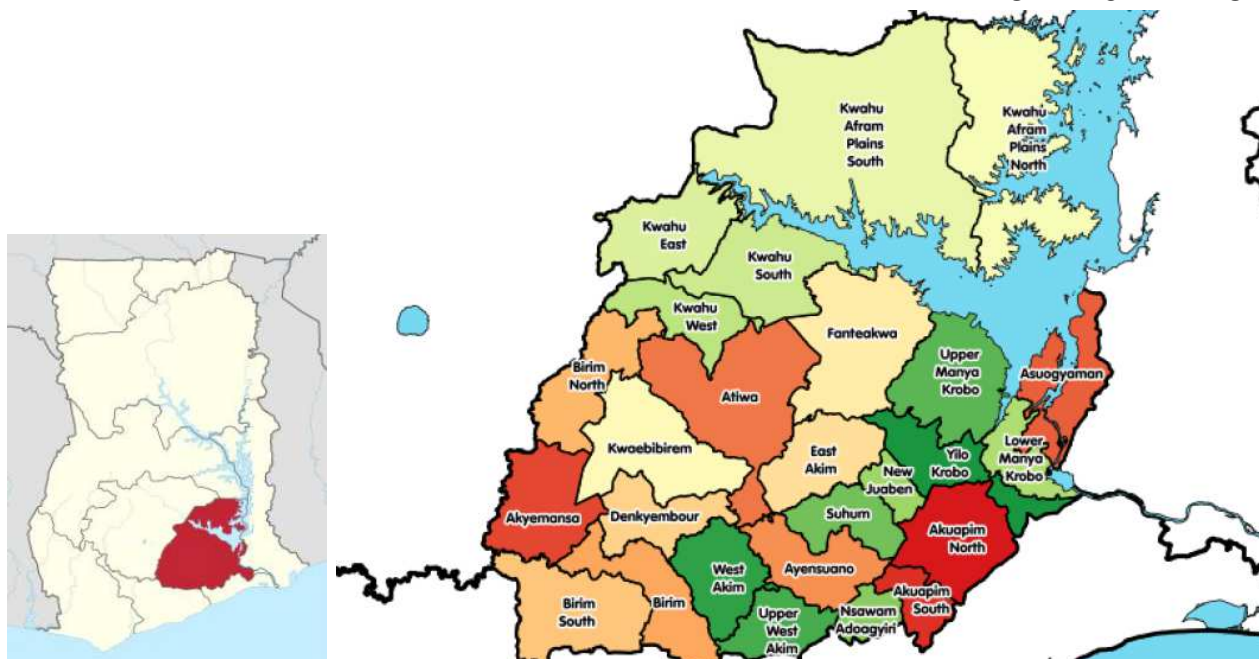 Kwahu
Afram
Plains
South
Kwahu
Afram
Plains
North
Kwahu
East
Kwahu
South
Kwahu
West
Fanteakwa
Upper
Manya
Krobo
Asuogyaman
Birim
North
Atiwa
Kwaebibirem
East
Akim
Yilo
Krobo
Lower
Manya
Krobo
New
Juaben
Akyemansa
Denkyembour
Suhum
Akuapim
North
West
Akim
Ayensuano
Birim
South
Birim
Upper
West
Akim
Nsawam
Adoagyiri
Akuapim
South